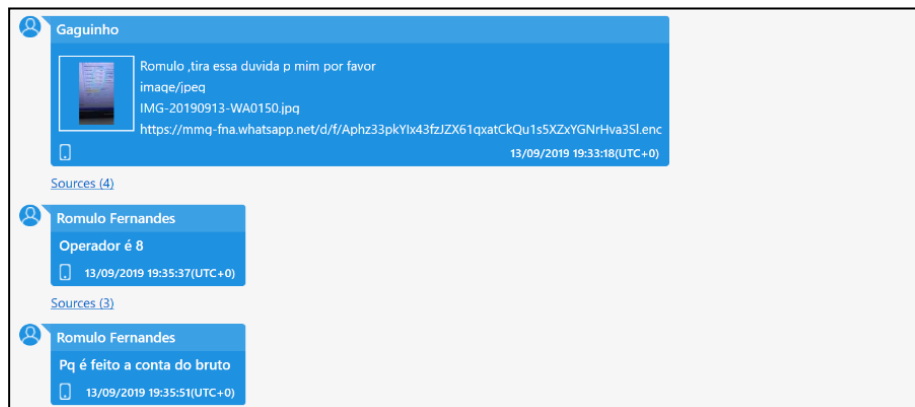 Gaguinho
Romulo ,tira essa duvida p mim por favor
image/jpeg
IMG-20190913-WA0150.jpg
https://mmg-fna.whatsapp.net/d/f/Aphz33pkYIx43fzJZX61qxatCkQu1s5XZxYGNrHva3Sl.enc
13/09/2019 19:33:18(UTC+0)
Sources (4)
Romulo Fernandes
Operador é 8
13/09/2019 19:35:37(UTC+0)
Sources (3)
Romulo Fernandes
Pq é feito a conta do bruto
13/09/2019 19:35:51(UTC+0)